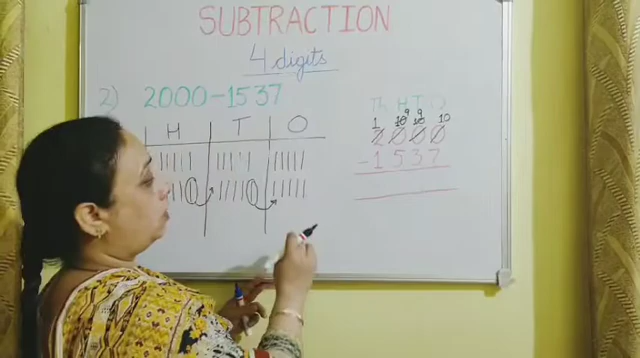 SUBTRACTION
4 digits
2) 2000-1537
H T O
Th H T O
9 9
1 10 10 10
2 0 0 0
- 1 5 3 7